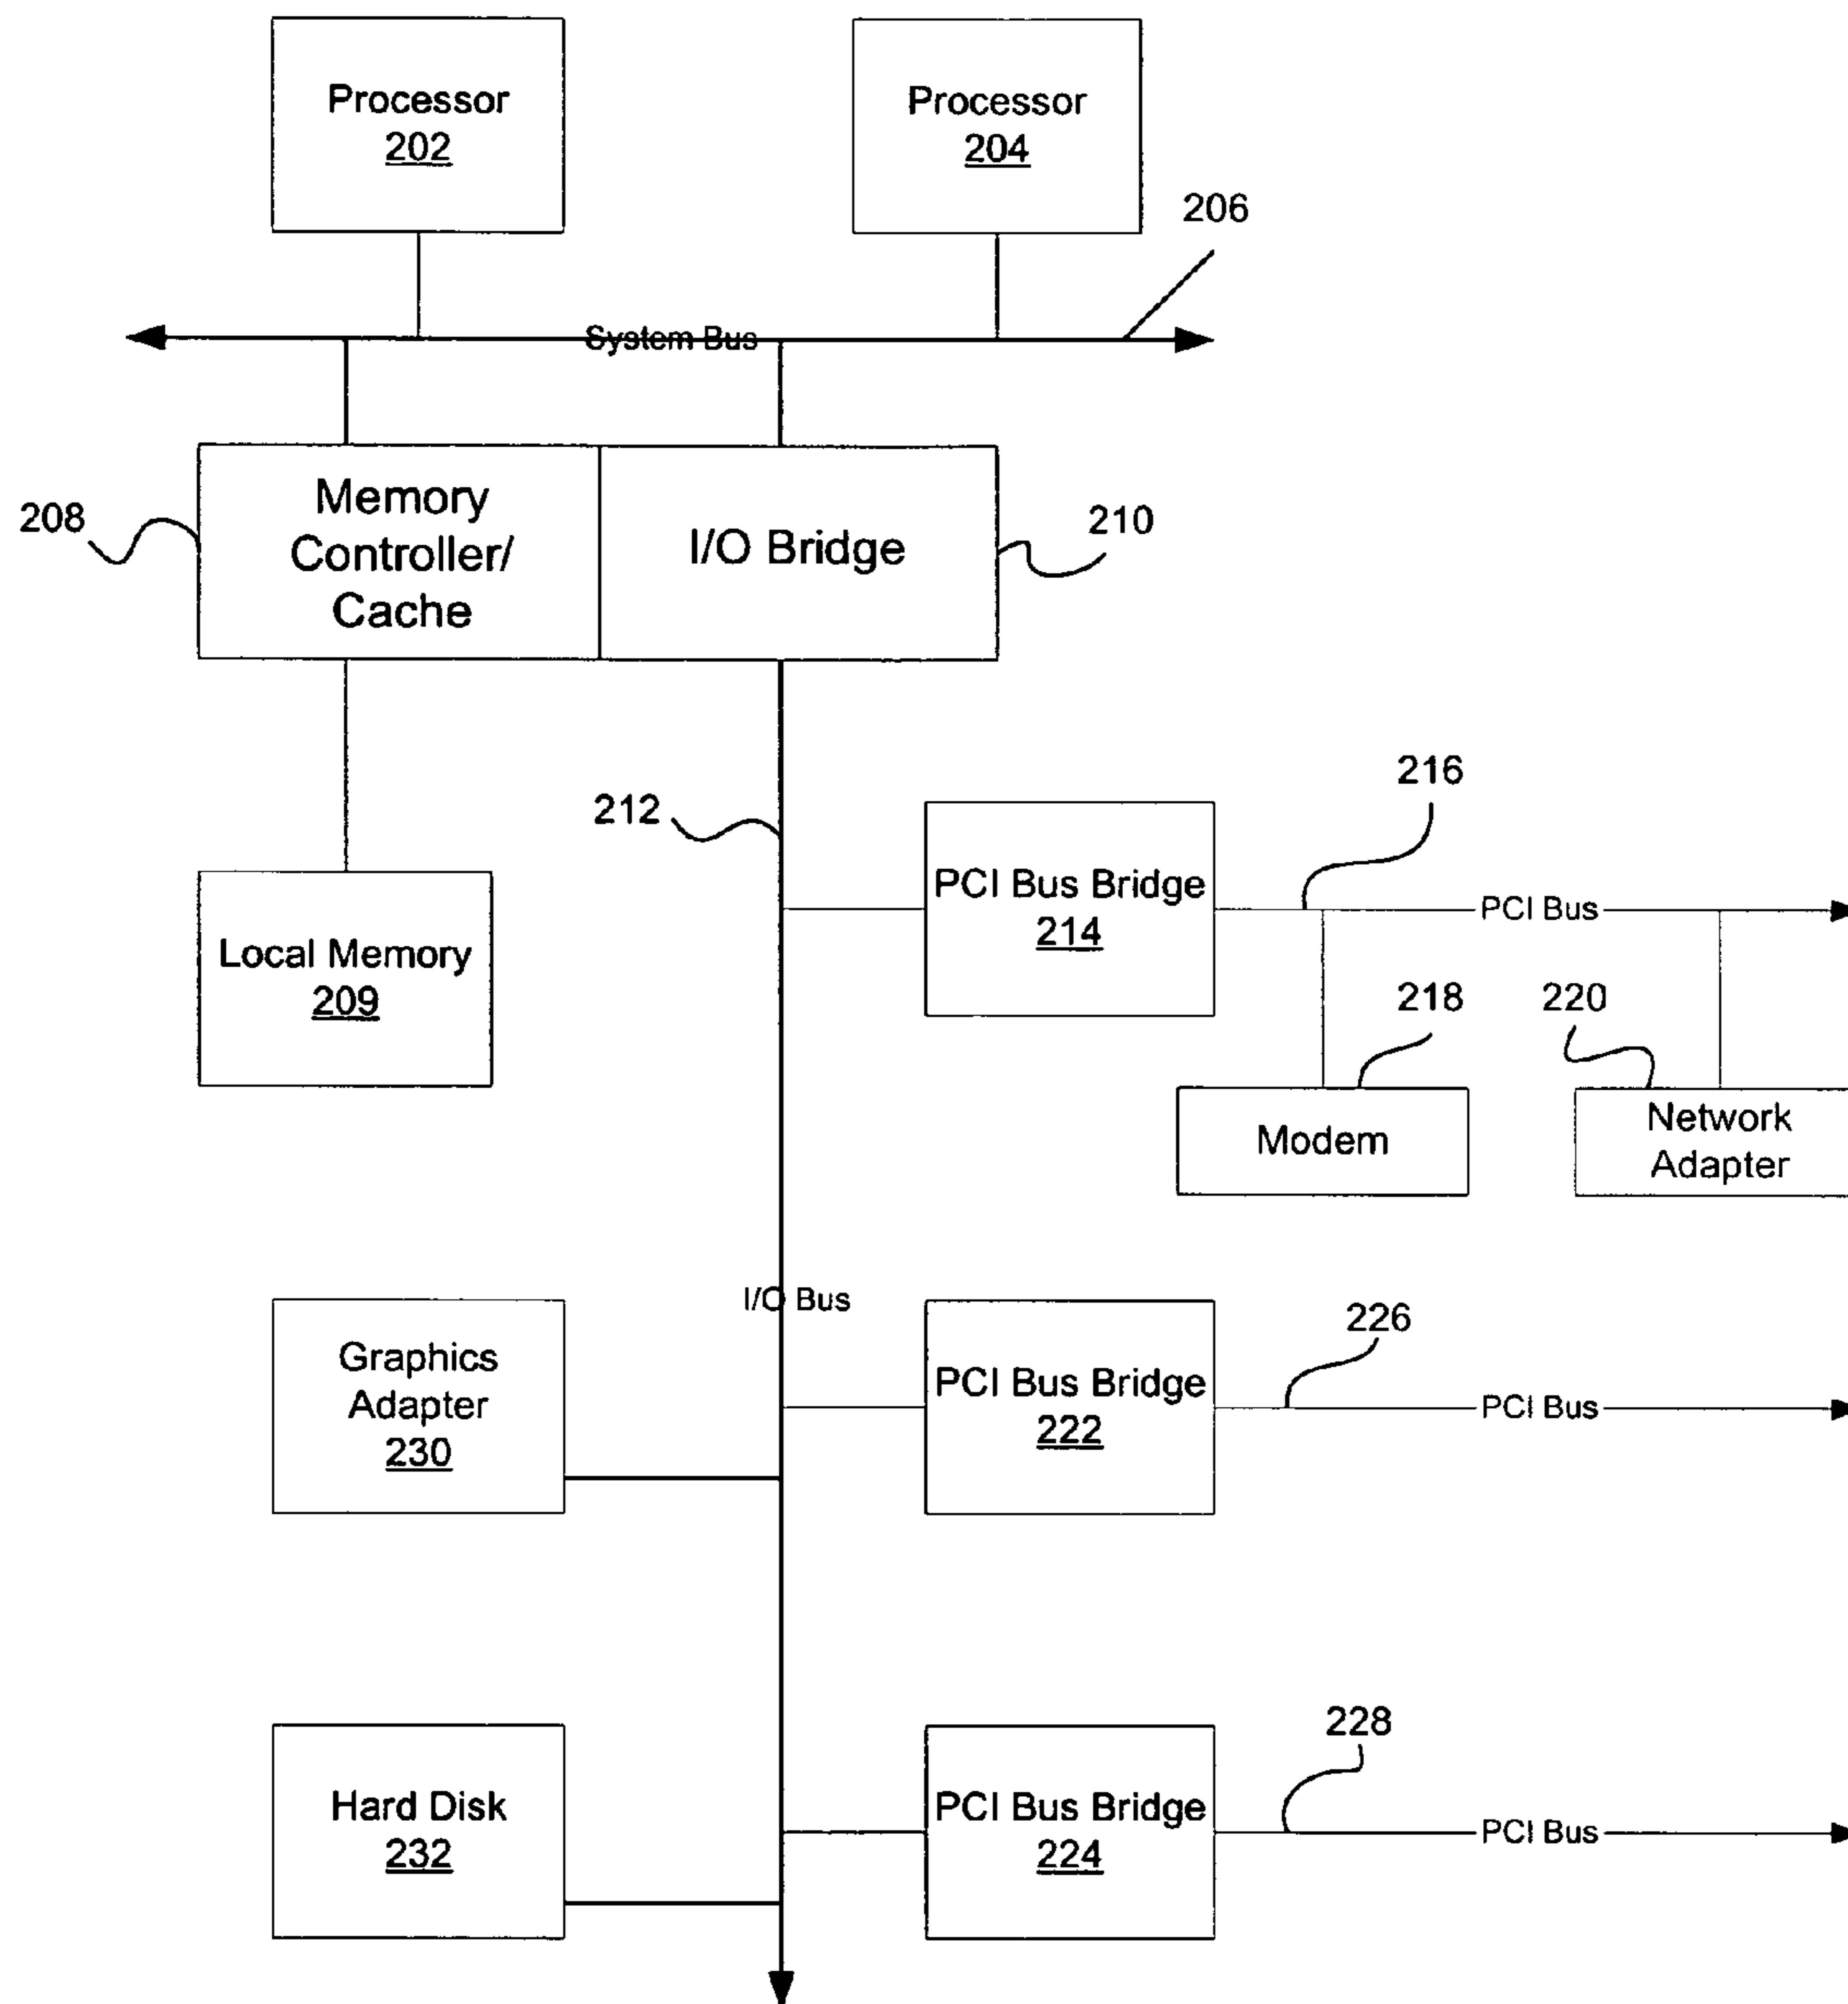 Processor
202
Processor
204
206
System Bus
208
Memory
Controller/
Cache
I/O Bridge
210
212
216
PCI Bus Bridge
214
PCI Bus
Local Memory
209
218
220
Modem
Network
Adapter
I/O Bus
Graphics
Adapter
230
PCI Bus Bridge
222
226
PCI Bus
Hard Disk
232
PCI Bus Bridge
224
228
PCI Bus